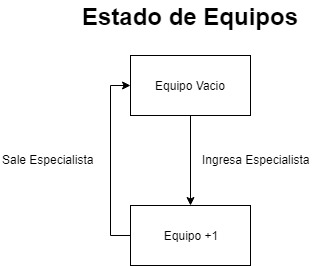 Estado de Equipos
Equipo Vacio
Sale Especialista
Ingresa Especialista
Equipo +1